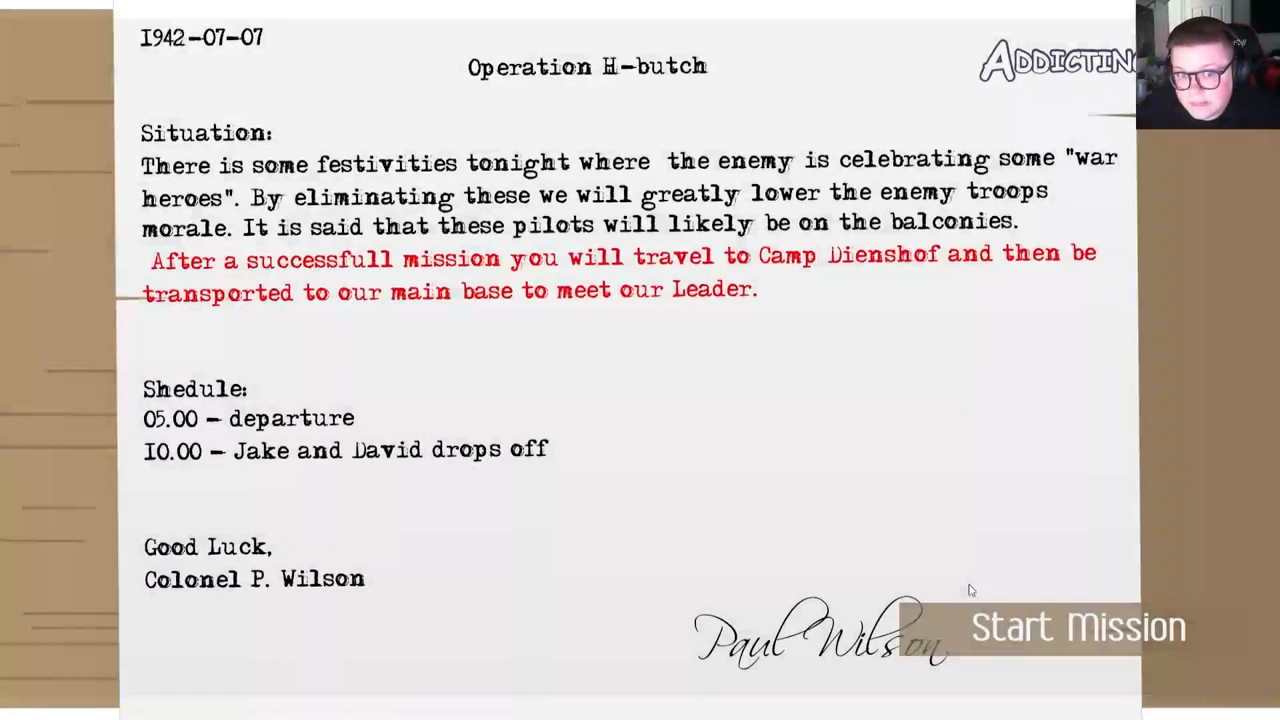 1942-07-07
Operation H-butch
ADDICTING
Situation:
There is some festivities tonight where the enemy is celebrating some "war
heroes". By eliminating these we will greatly lower the enemy troops
morale. It is said that these pilots will likely be on the balconies.
After a successfull mission you will travel to Camp Dienshof and then be
transported to our main base to meet our Leader.
Shedule:
05.00 - departure
10.00 - Jake and David drops off
Good Luck,
Colonel P. Wilson
Paul Wilson
Start Mission